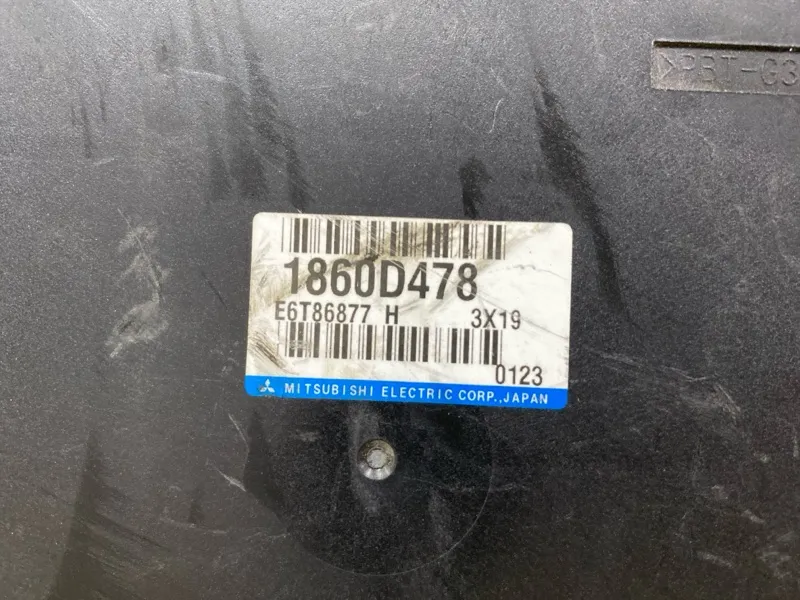 >PBT-G3
1860D478
E6T86877 H 3X19
0123
MITSUBISHI ELECTRIC CORP.,JAPAN